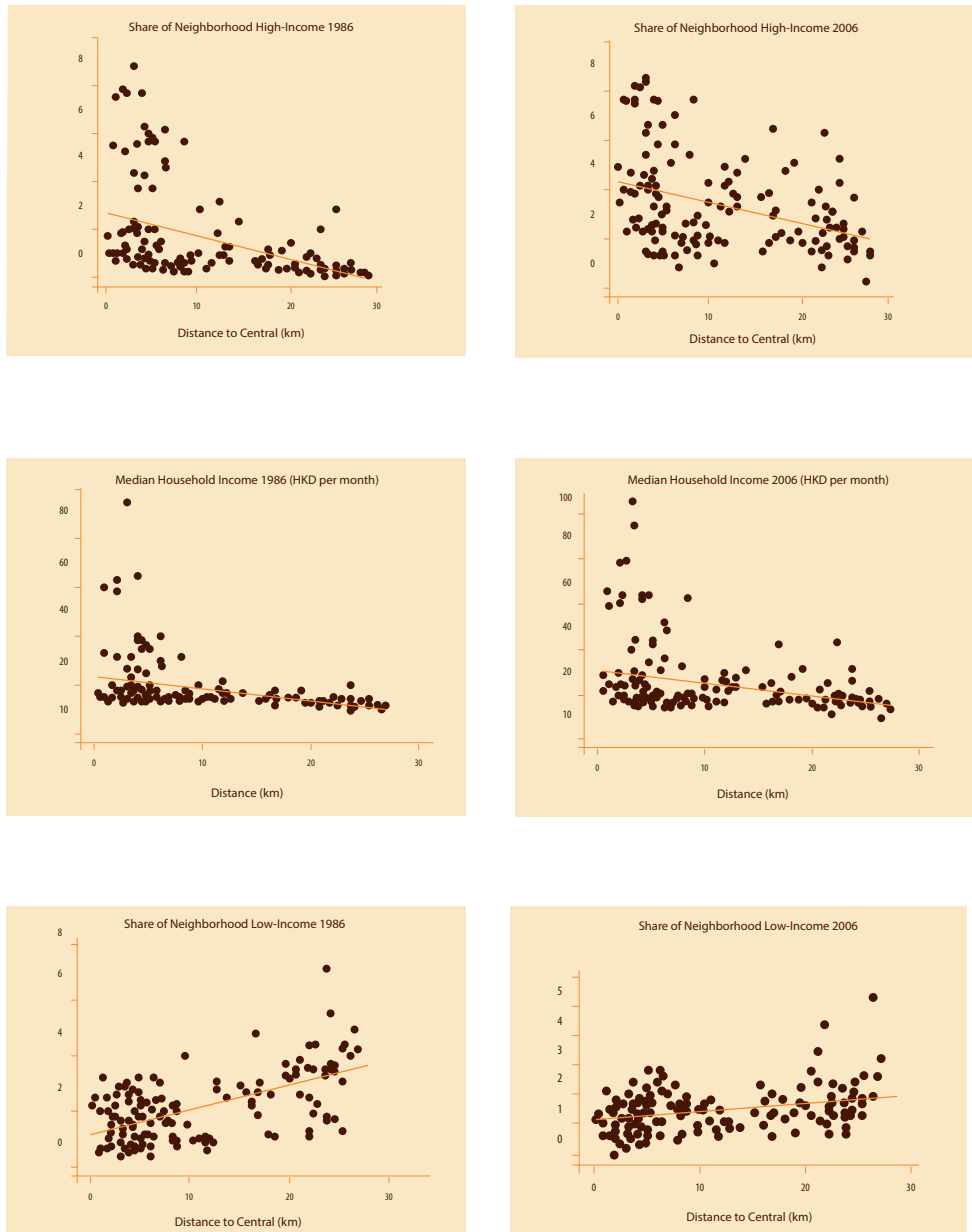 Share of Neighborhood High-Income 1986
8
6
4
2
0
0 10 20 30
Distance to Central (km)
Share of Neighborhood High-Income 2006
8
6
4
2
0
0 10 20 30
Distance to Central (km)
Median Household Income 1986 (HKD per month)
80
60
40
20
10
0 10 20 30
Distance (km)
Median Household Income 2006 (HKD per month)
100
80
60
40
20
10
0 10 20 30
Distance (km)
Share of Neighborhood Low-Income 1986
8
6
4
2
0
0 10 20 30
Distance to Central (km)
Share of Neighborhood Low-Income 2006
5
4
3
2
1
0
0 10 20 30
Distance to Central (km)